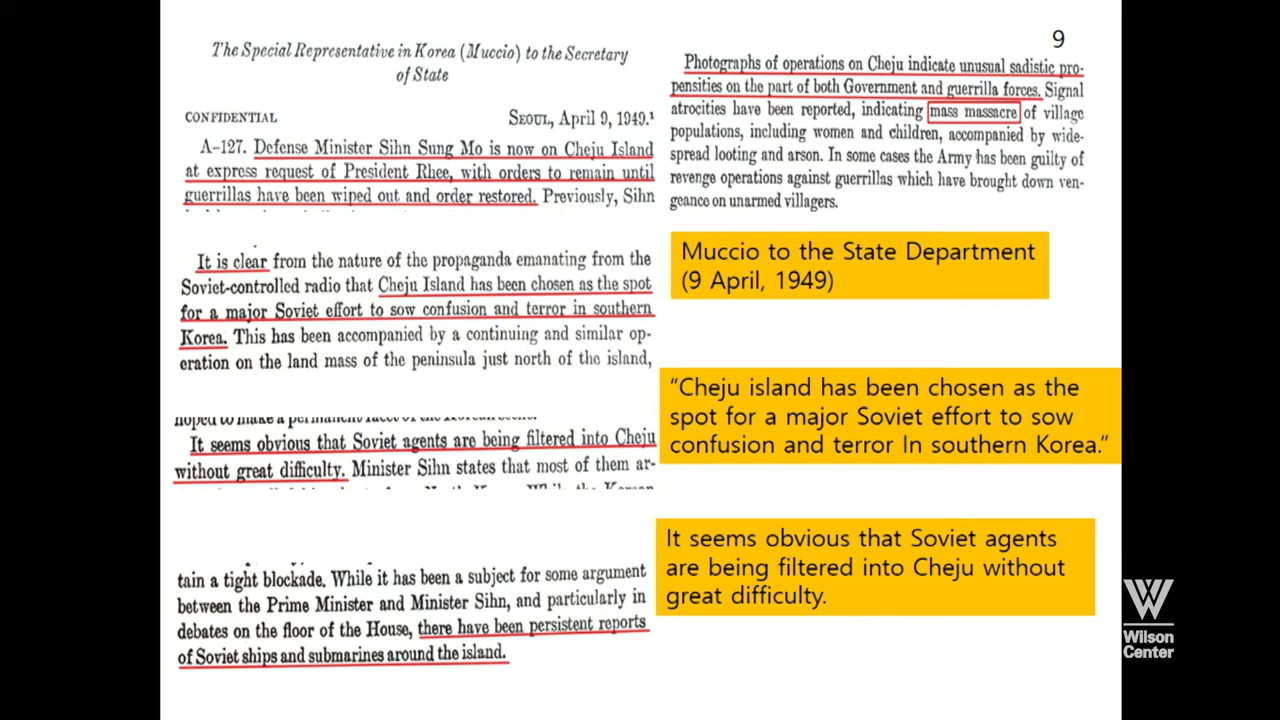 The Special Representative in Korea (Muccio) to the Secretary
of State
CONFIDENTIAL
SEOUL, April 9, 1949.¹
A–127. Defense Minister Sihn Sung Mo is now on Cheju Island
at express request of President Rhee, with orders to remain until
guerrillas have been wiped out and order restored. Previously, Sihn
It is clear from the nature of the propaganda emanating from the
Soviet-controlled radio that Cheju Island has been chosen as the spot
for a major Soviet effort to sow confusion and terror in southern
Korea. This has been accompanied by a continuing and similar op-
eration on the land mass of the peninsula just north of the island,
It seems obvious that Soviet agents are being filtered into Cheju
without great difficulty. Minister Sihn states that most of them ar-
tain a tight blockade. While it has been a subject for some argument
between the Prime Minister and Minister Sihn, and particularly in
debates on the floor of the House, there have been persistent reports
of Soviet ships and submarines around the island.
9
Photographs of operations on Cheju indicate unusual sadistic pro-
pensities on the part of both Government and guerrilla forces. Signal
atrocities have been reported, indicating mass massacre of village
populations, including women and children, accompanied by wide-
spread looting and arson. In some cases the Army has been guilty of
revenge operations against guerrillas which have brought down ven-
geance on unarmed villagers.
Muccio to the State Department
(9 April, 1949)
“Cheju island has been chosen as the
spot for a major Soviet effort to sow
confusion and terror In southern Korea.”
It seems obvious that Soviet agents
are being filtered into Cheju without
great difficulty.
Wilson
Center